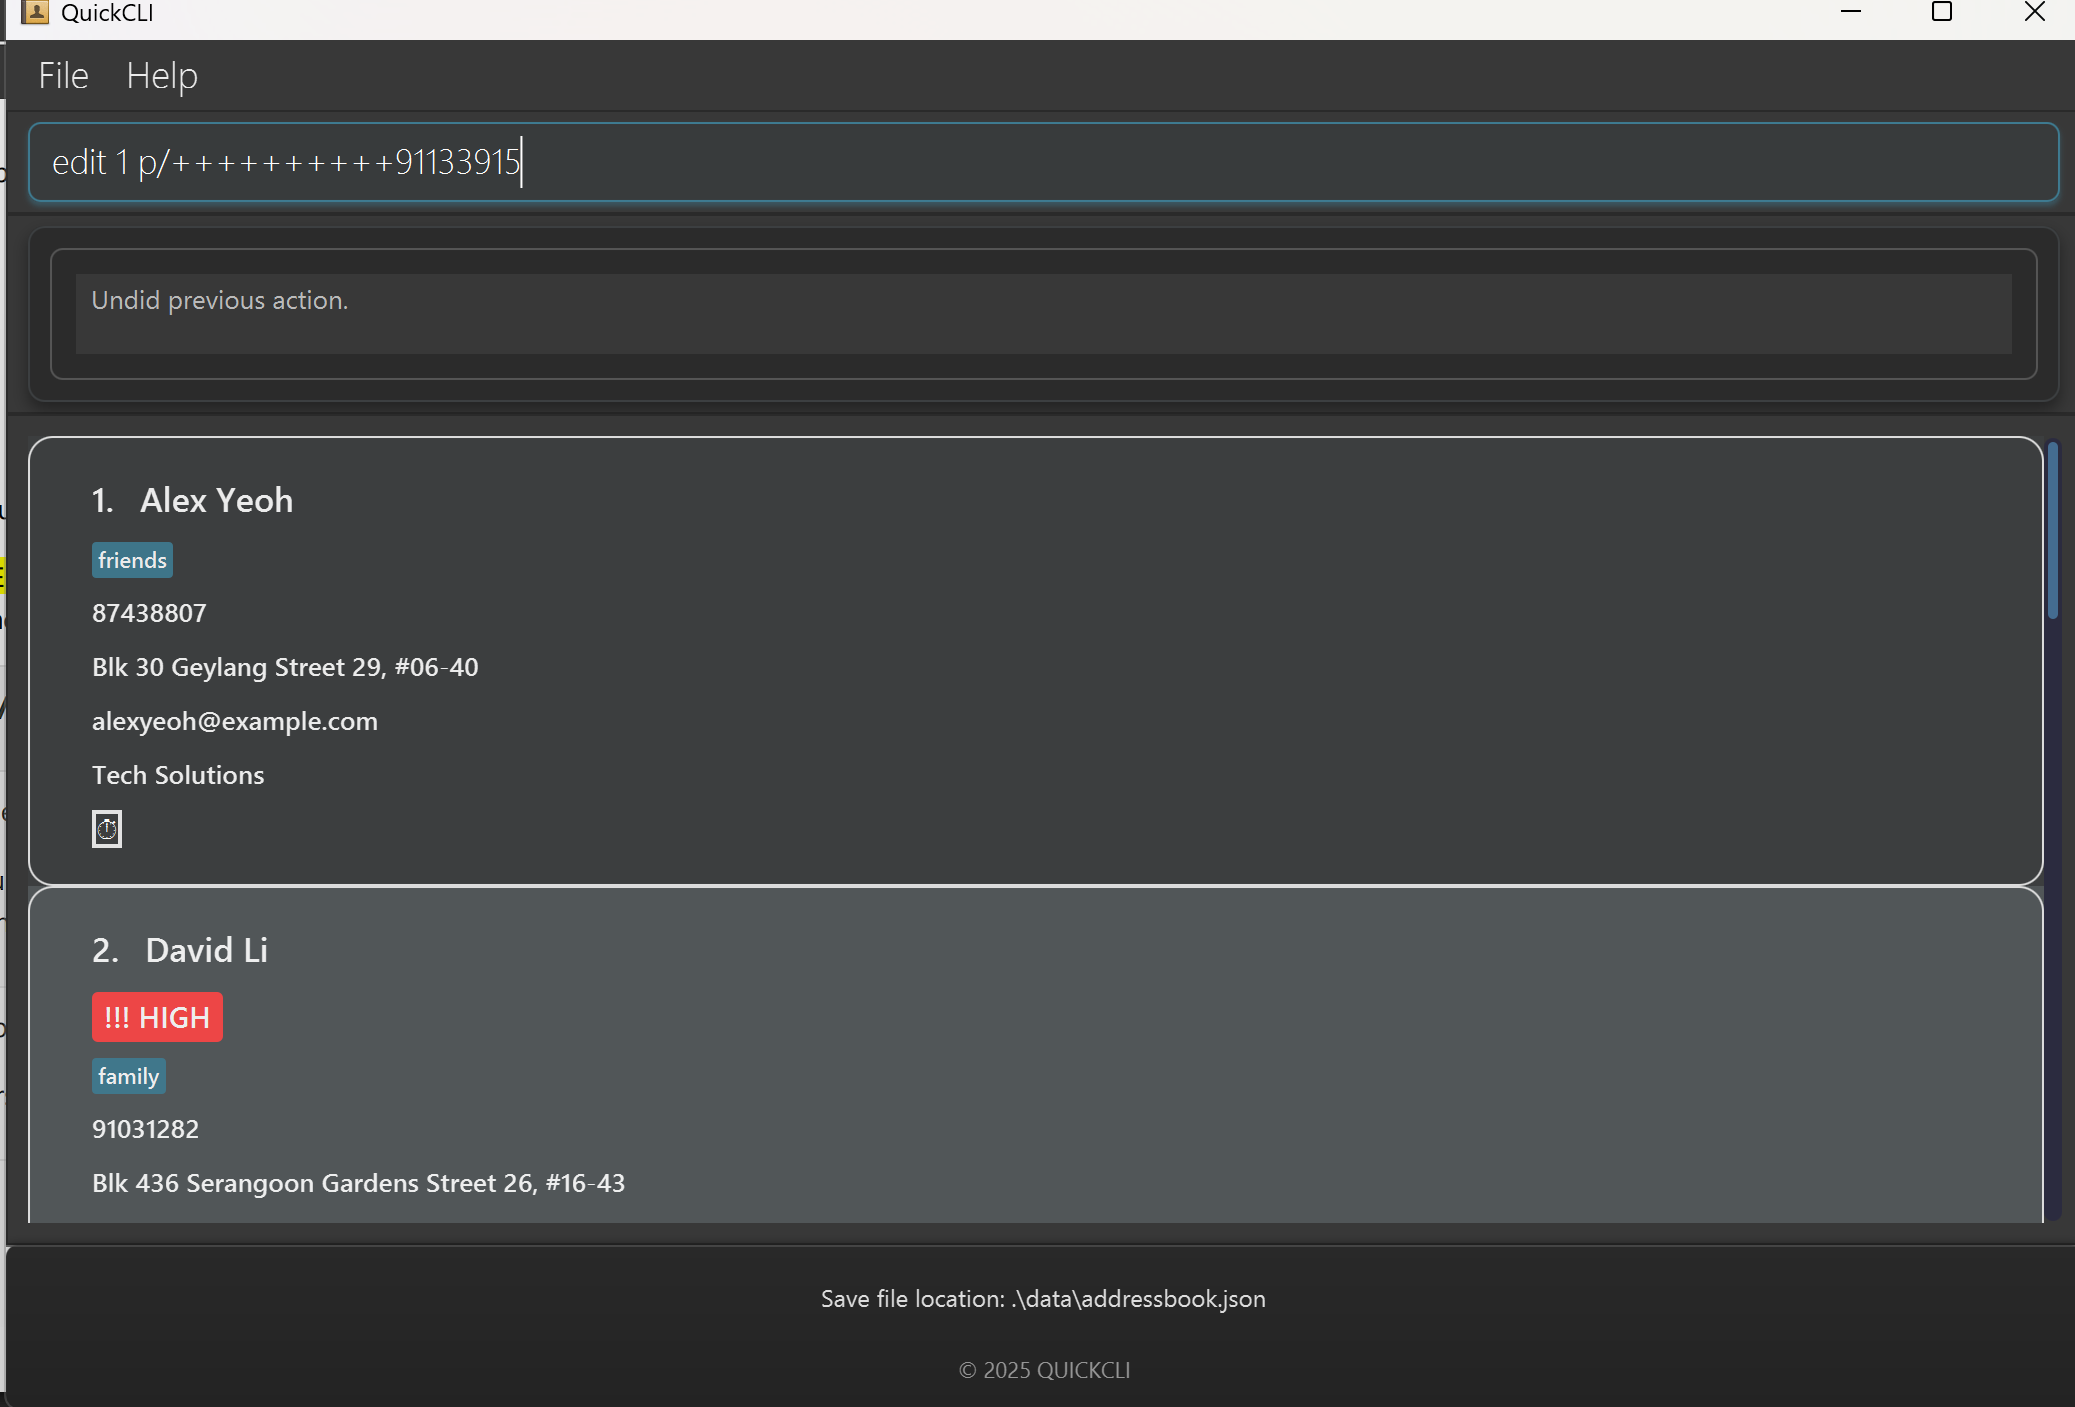 QuickCLI
File Help
edit 1 p/++++++++++91133915
Undid previous action.
1. Alex Yeoh
friends
87438807
Blk 30 Geylang Street 29, #06-40
alexyeoh@example.com
Tech Solutions
2. David Li
!!! HIGH
family
91031282
Blk 436 Serangoon Gardens Street 26, #16-43
Save file location: .\data\addressbook.json
© 2025 QUICKCLI